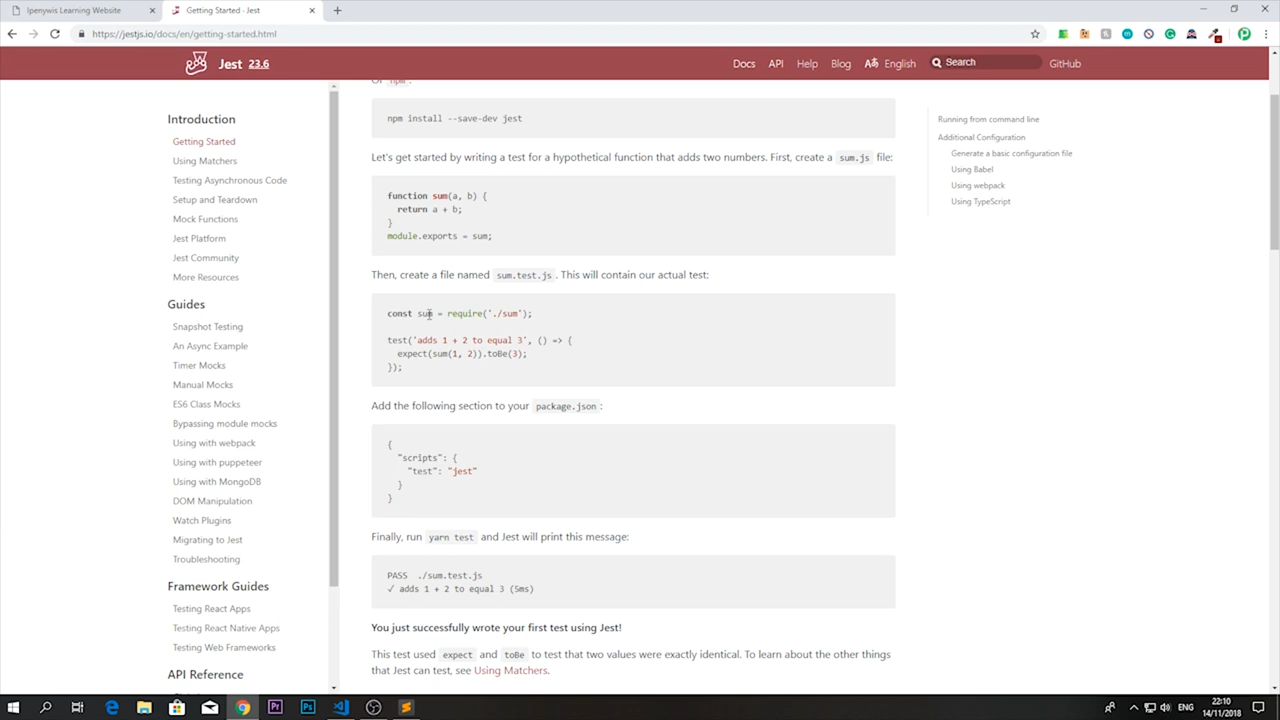 Ipenywis Learning Website
Getting Started · Jest
https://jestjs.io/docs/en/getting-started.html
Jest 23.6
Docs API Help Blog English Search GitHub
Introduction
Getting Started
Using Matchers
Testing Asynchronous Code
Setup and Teardown
Mock Functions
Jest Platform
Jest Community
More Resources
Guides
Snapshot Testing
An Async Example
Timer Mocks
Manual Mocks
ES6 Class Mocks
Bypassing module mocks
Using with webpack
Using with puppeteer
Using with MongoDB
DOM Manipulation
Watch Plugins
Migrating to Jest
Troubleshooting
Framework Guides
Testing React Apps
Testing React Native Apps
Testing Web Frameworks
API Reference
Or npm:
npm install --save-dev jest
Let's get started by writing a test for a hypothetical function that adds two numbers. First, create a sum.js file:
function sum(a, b) {
return a + b;
}
module.exports = sum;
Then, create a file named sum.test.js. This will contain our actual test:
const sum = require('./sum');
test('adds 1 + 2 to equal 3', () => {
expect(sum(1, 2)).toBe(3);
});
Add the following section to your package.json:
{
"scripts": {
"test": "jest"
}
}
Finally, run yarn test and Jest will print this message:
PASS ./sum.test.js
✓ adds 1 + 2 to equal 3 (5ms)
You just successfully wrote your first test using Jest!
This test used expect and toBe to test that two values were exactly identical. To learn about the other things
that Jest can test, see Using Matchers.
Running from command line
Additional Configuration
Generate a basic configuration file
Using Babel
Using webpack
Using TypeScript
ENG
22:10
14/11/2018